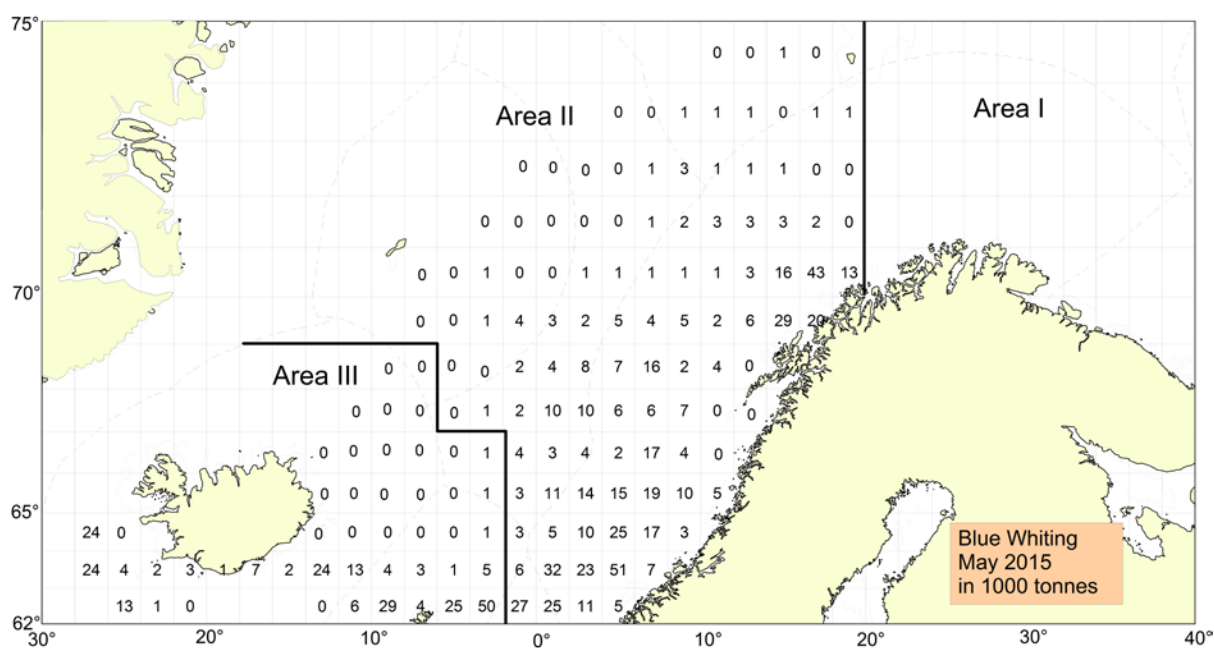 75°
0 0 1 0
Area II
Area I
0 0 1 1 1 0 1 1
0 0 0 0 1 3 1 1 1 0 0
0 0 0 0 0 1 2 3 3 3 2 0
0 0 1 0 0 1 1 1 1 1 3 16 43 13
70°
0 0 1 4 3 2 5 4 5 2 6 29 20
Area III
0 0 0 0 2 4 8 7 16 2 4 0
0 0 0 0 1 2 10 10 6 6 7 0 0
0 0 0 0 0 1 4 3 4 2 17 4 0
0 0 0 0 0 1 3 11 14 15 19 10 5
65°
24 0 0 0 0 0 0 1 3 5 10 25 17 3
Blue Whiting
May 2015
in 1000 tonnes
24 4 2 3 1 7 2 24 13 4 3 1 5 6 32 23 51 7
13 1 0 0 6 29 4 25 50 27 25 11 5
62°
30° 20° 10° 0° 10° 20° 30° 40°